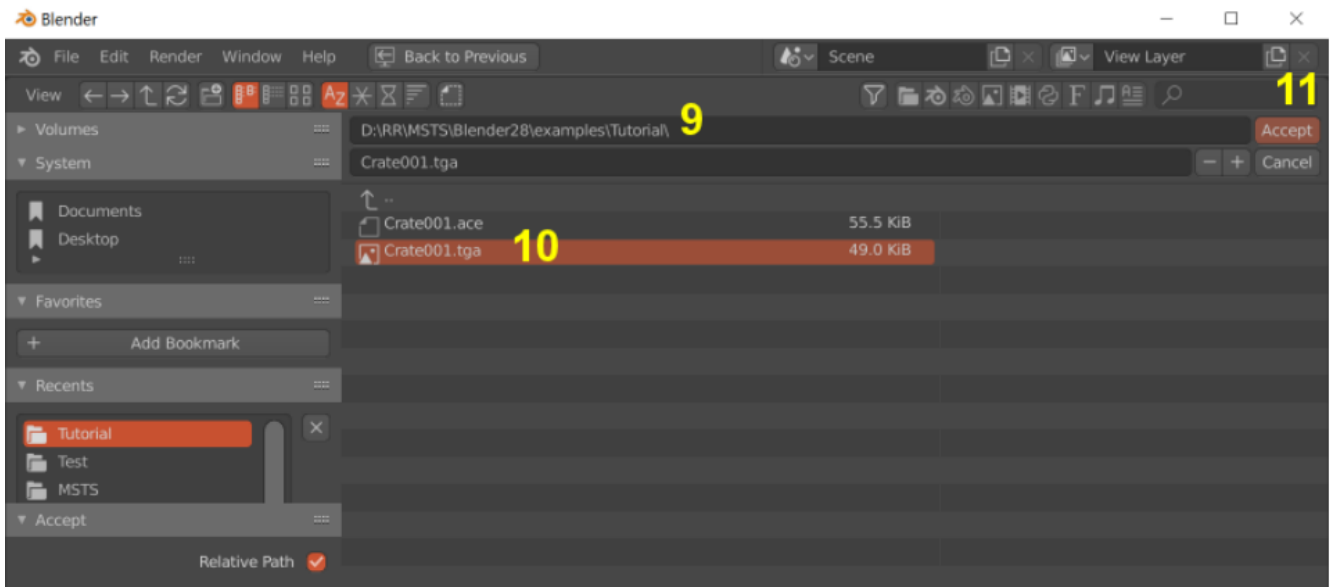 Blender
File Edit Render Window Help Back to Previous Scene View Layer
View AZ F 11
Volumes D:\RR\MSTS\Blender28\examples\Tutorial\ 9 Accept
System Crate001.tga - + Cancel
Documents ..
Crate001.ace 55.5 KiB
Desktop Crate001.tga 10 49.0 KiB
Favorites
+ Add Bookmark
Recents
Tutorial
Test
MSTS
Accept
Relative Path